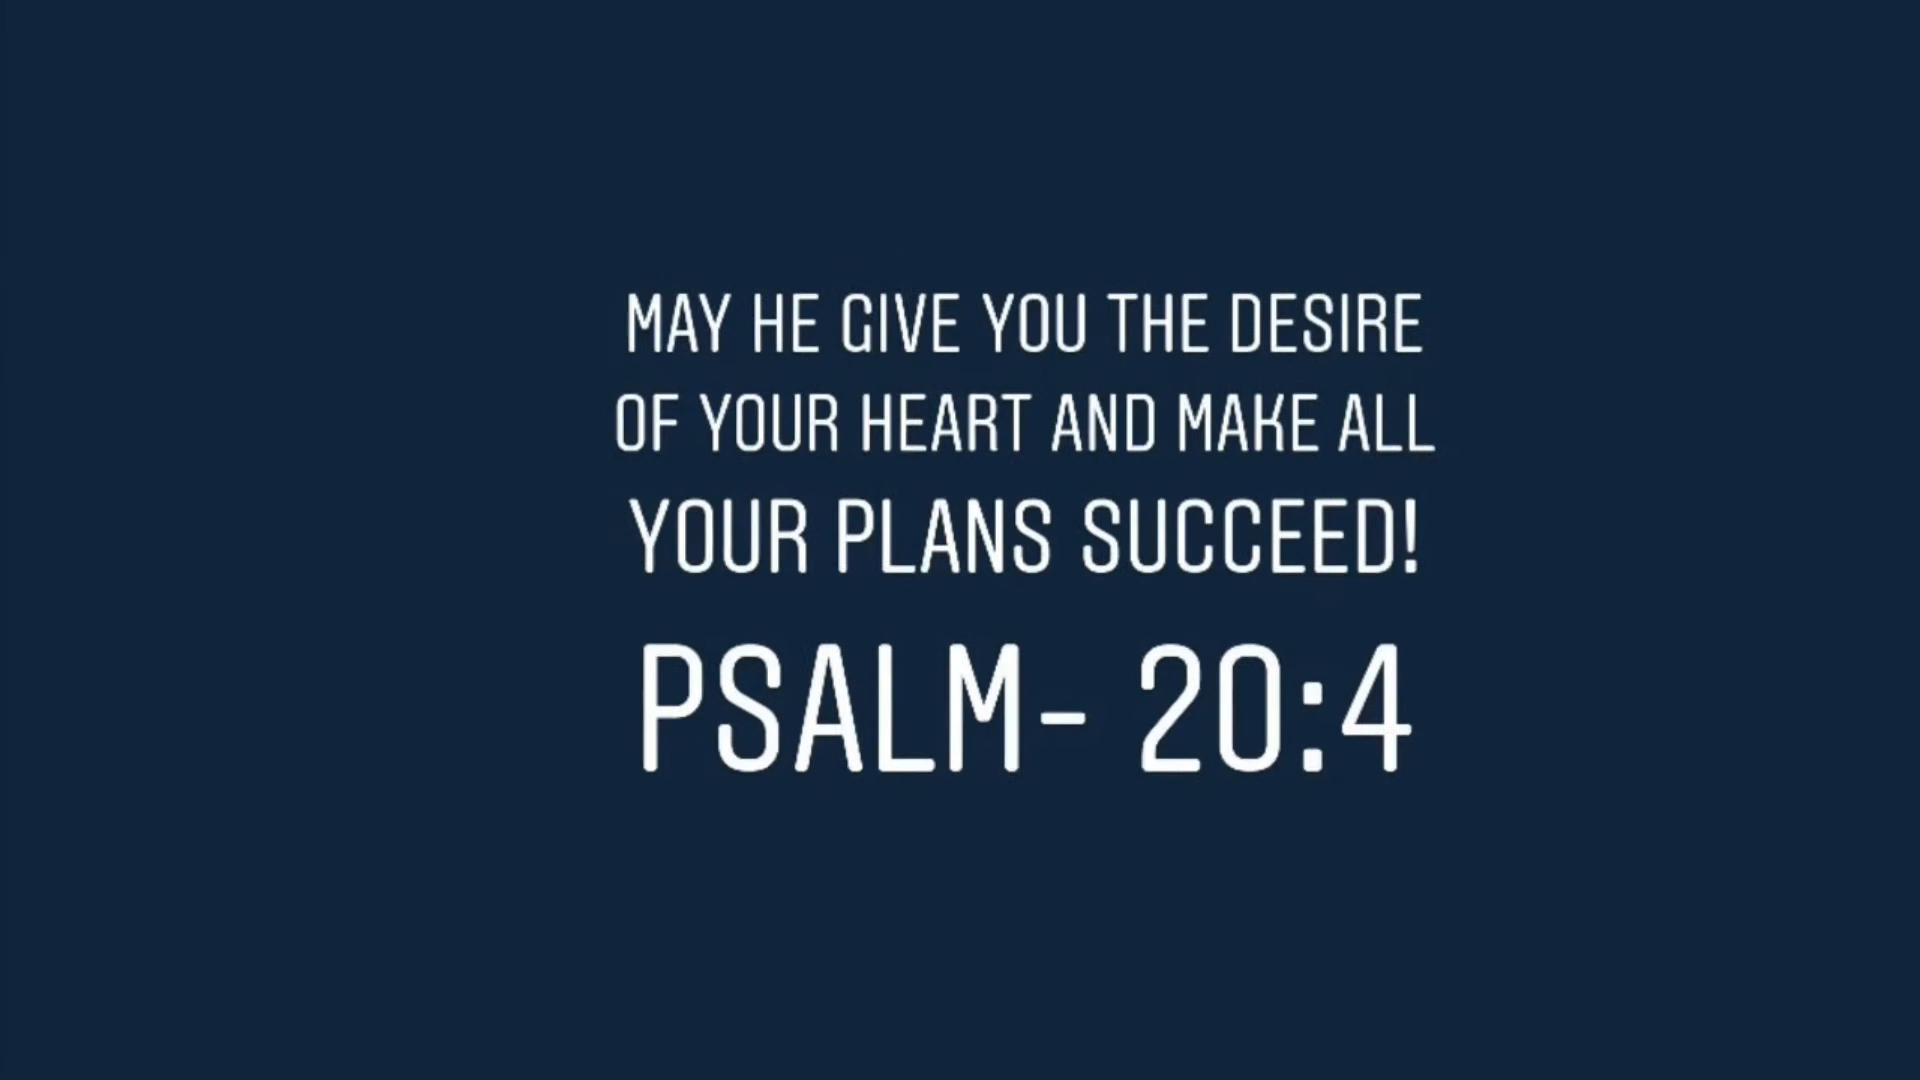 MAY HE GIVE YOU THE DESIRE
OF YOUR HEART AND MAKE ALL
YOUR PLANS SUCCEED!
PSALM- 20:4